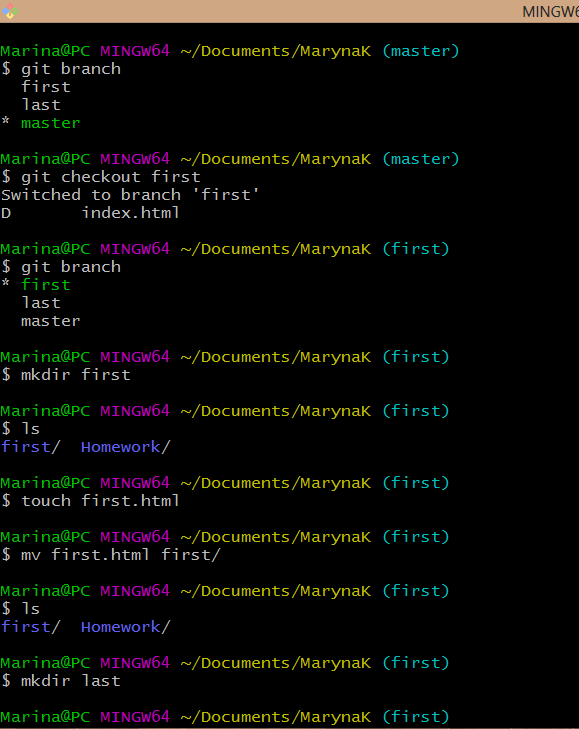 MINGW6
Marina@PC MINGW64 ~/Documents/MarynaK (master)
$ git branch
  first
  last
* master
Marina@PC MINGW64 ~/Documents/MarynaK (master)
$ git checkout first
Switched to branch 'first'
D       index.html
Marina@PC MINGW64 ~/Documents/MarynaK (first)
$ git branch
* first
  last
  master
Marina@PC MINGW64 ~/Documents/MarynaK (first)
$ mkdir first
Marina@PC MINGW64 ~/Documents/MarynaK (first)
$ ls
first/  Homework/
Marina@PC MINGW64 ~/Documents/MarynaK (first)
$ touch first.html
Marina@PC MINGW64 ~/Documents/MarynaK (first)
$ mv first.html first/
Marina@PC MINGW64 ~/Documents/MarynaK (first)
$ ls
first/  Homework/
Marina@PC MINGW64 ~/Documents/MarynaK (first)
$ mkdir last
Marina@PC MINGW64 ~/Documents/MarynaK (first)